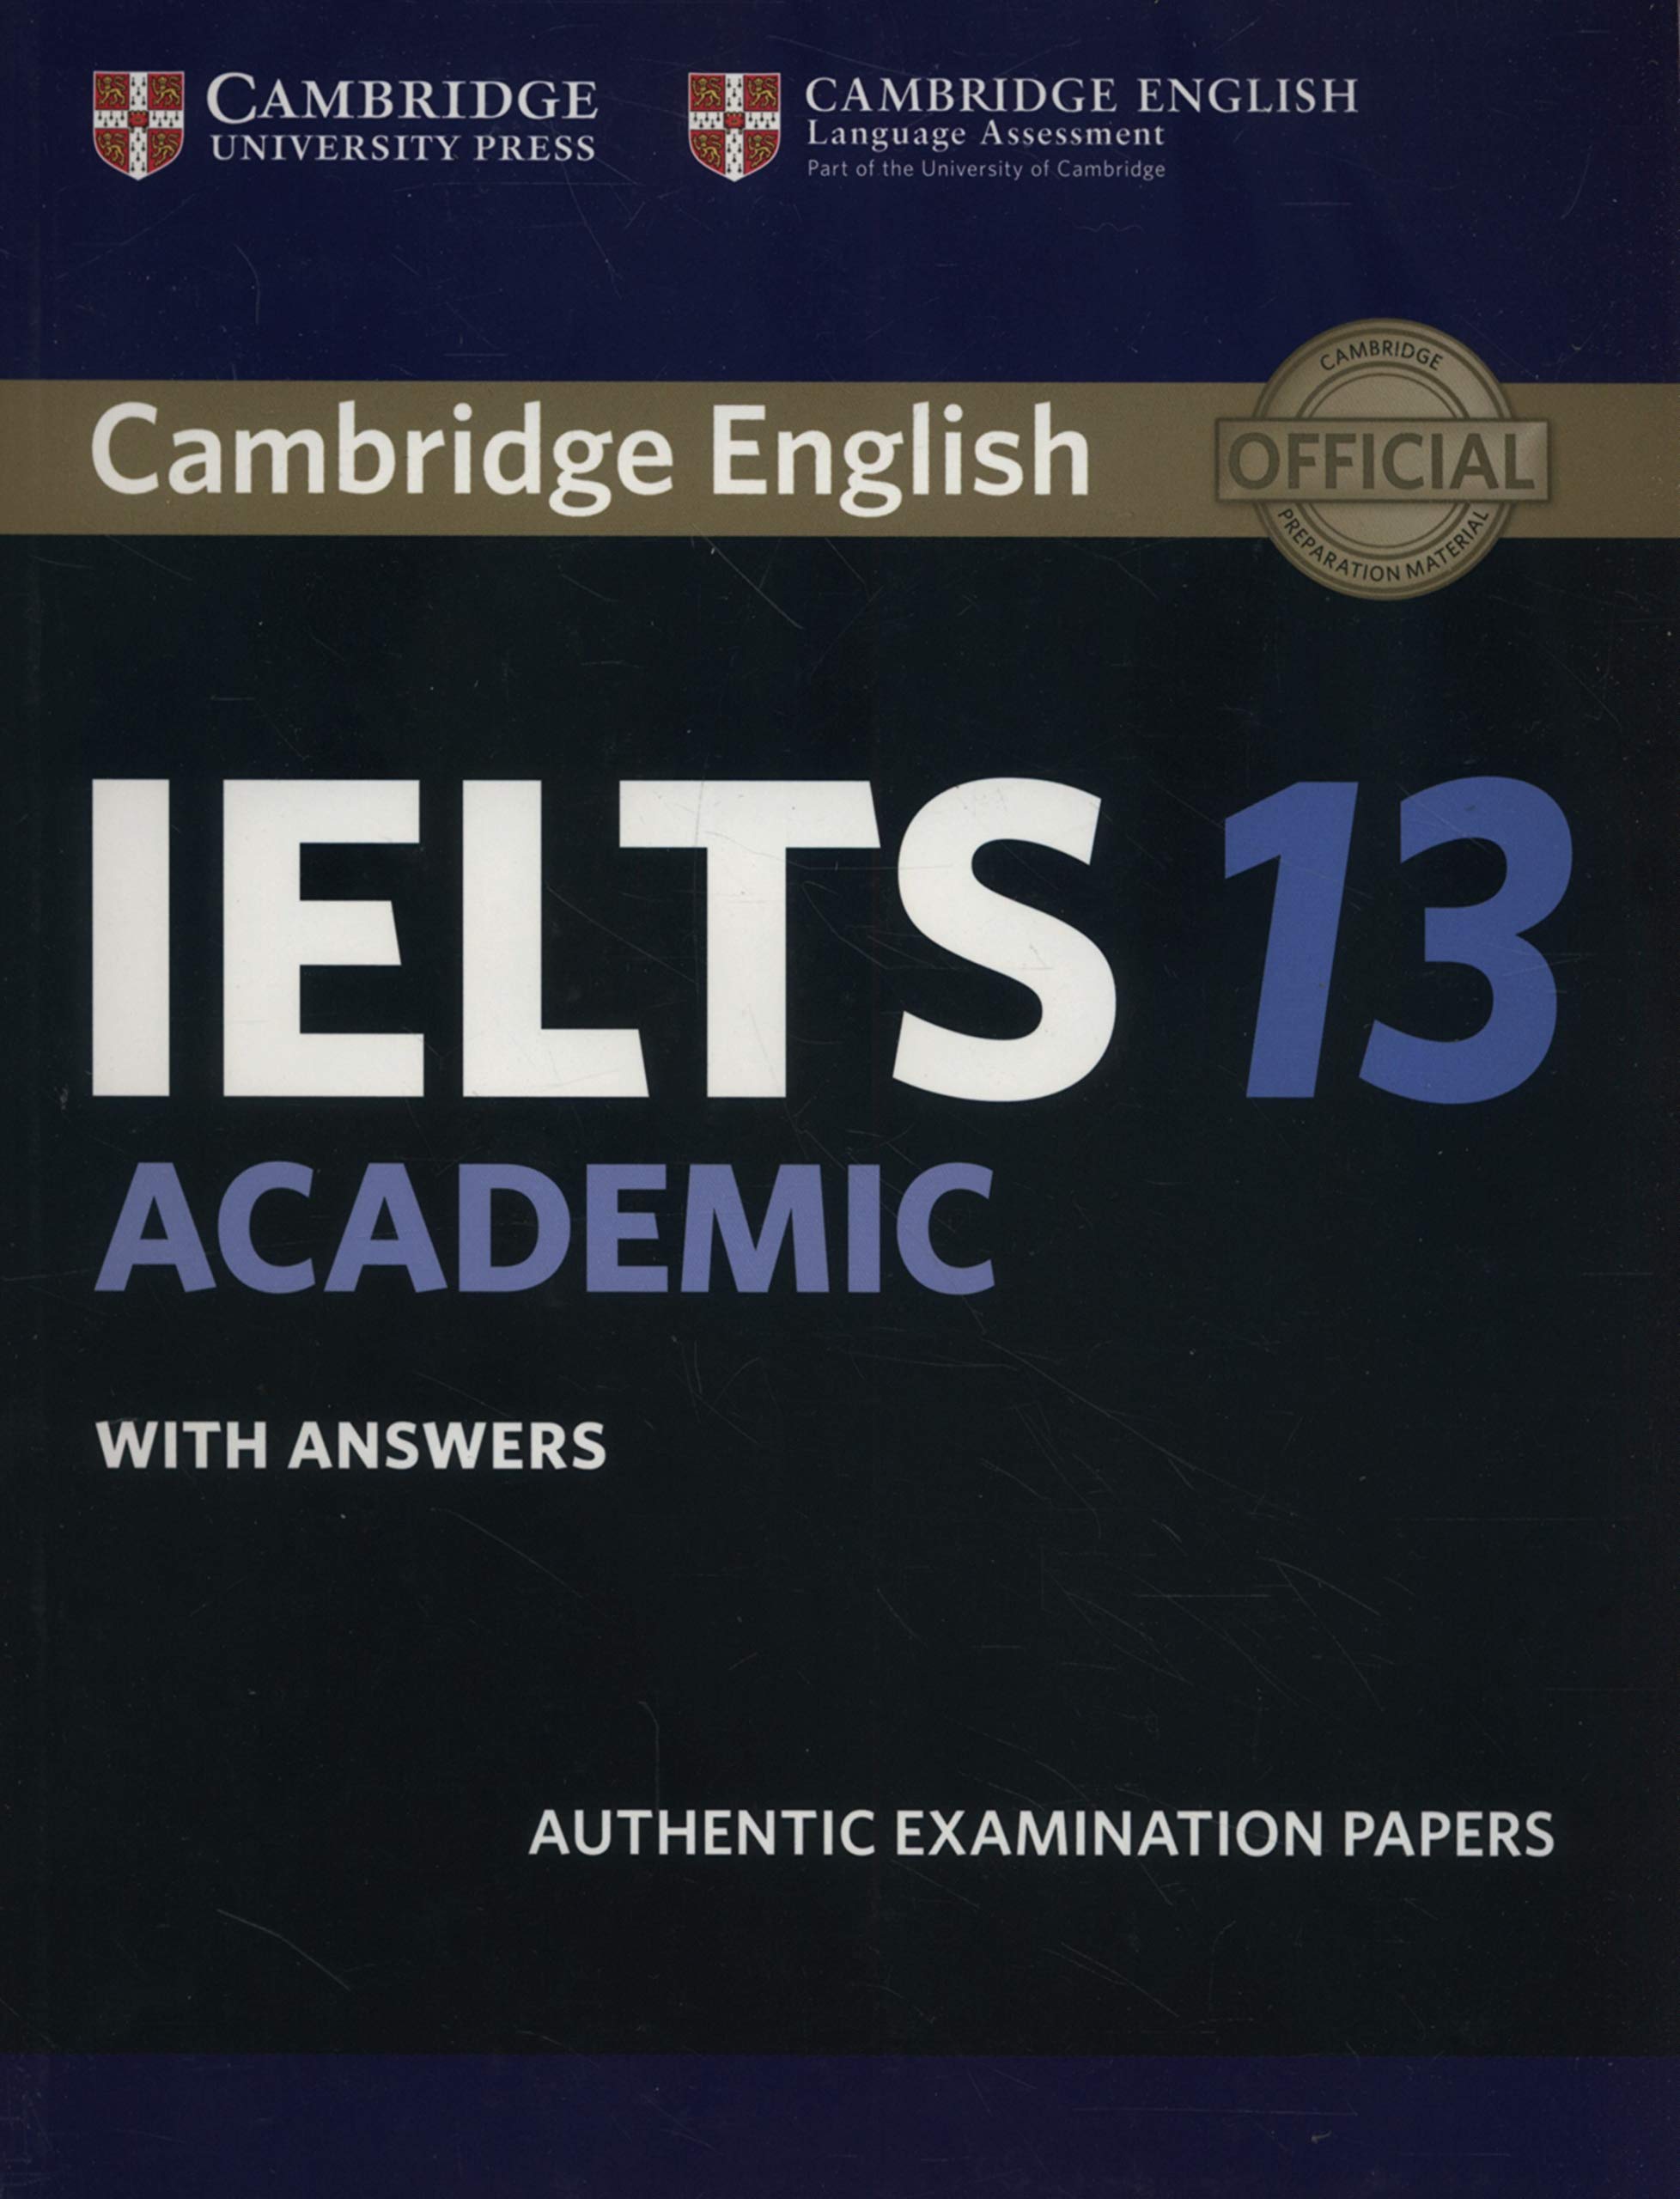 CAMBRIDGE
UNIVERSITY PRESS
CAMBRIDGE ENGLISH
Language Assessment
Part of the University of Cambridge
Cambridge English
CAMBRIDGE
OFFICIAL
PREPARATION MATERIAL
IELTS 13
ACADEMIC
WITH ANSWERS
AUTHENTIC EXAMINATION PAPERS